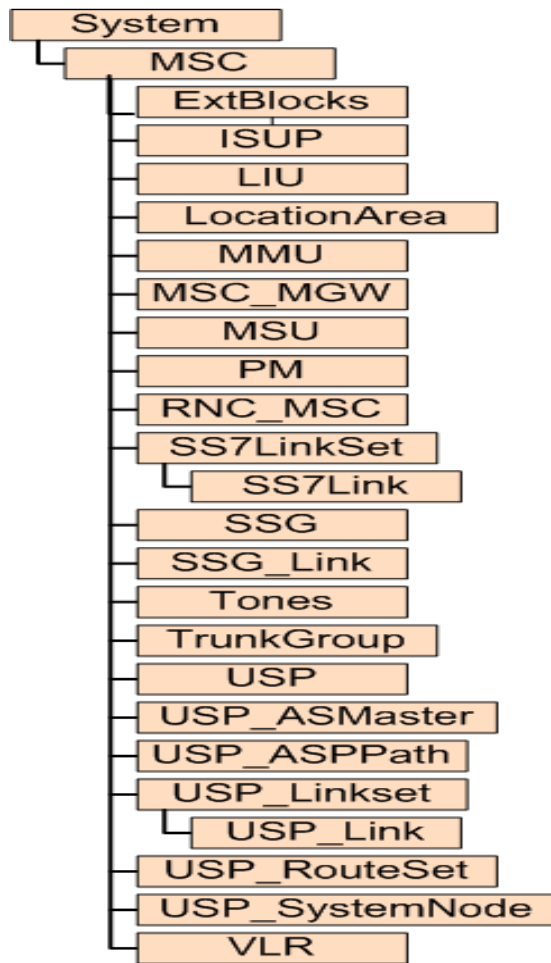 System
MSC
ExtBlocks
ISUP
LIU
LocationArea
MMU
MSC_MGW
MSU
PM
RNC_MSC
SS7LinkSet
SS7Link
SSG
SSG_Link
Tones
TrunkGroup
USP
USP_ASMaster
USP_ASPPath
USP_Linkset
USP_Link
USP_RouteSet
USP_SystemNode
VLR